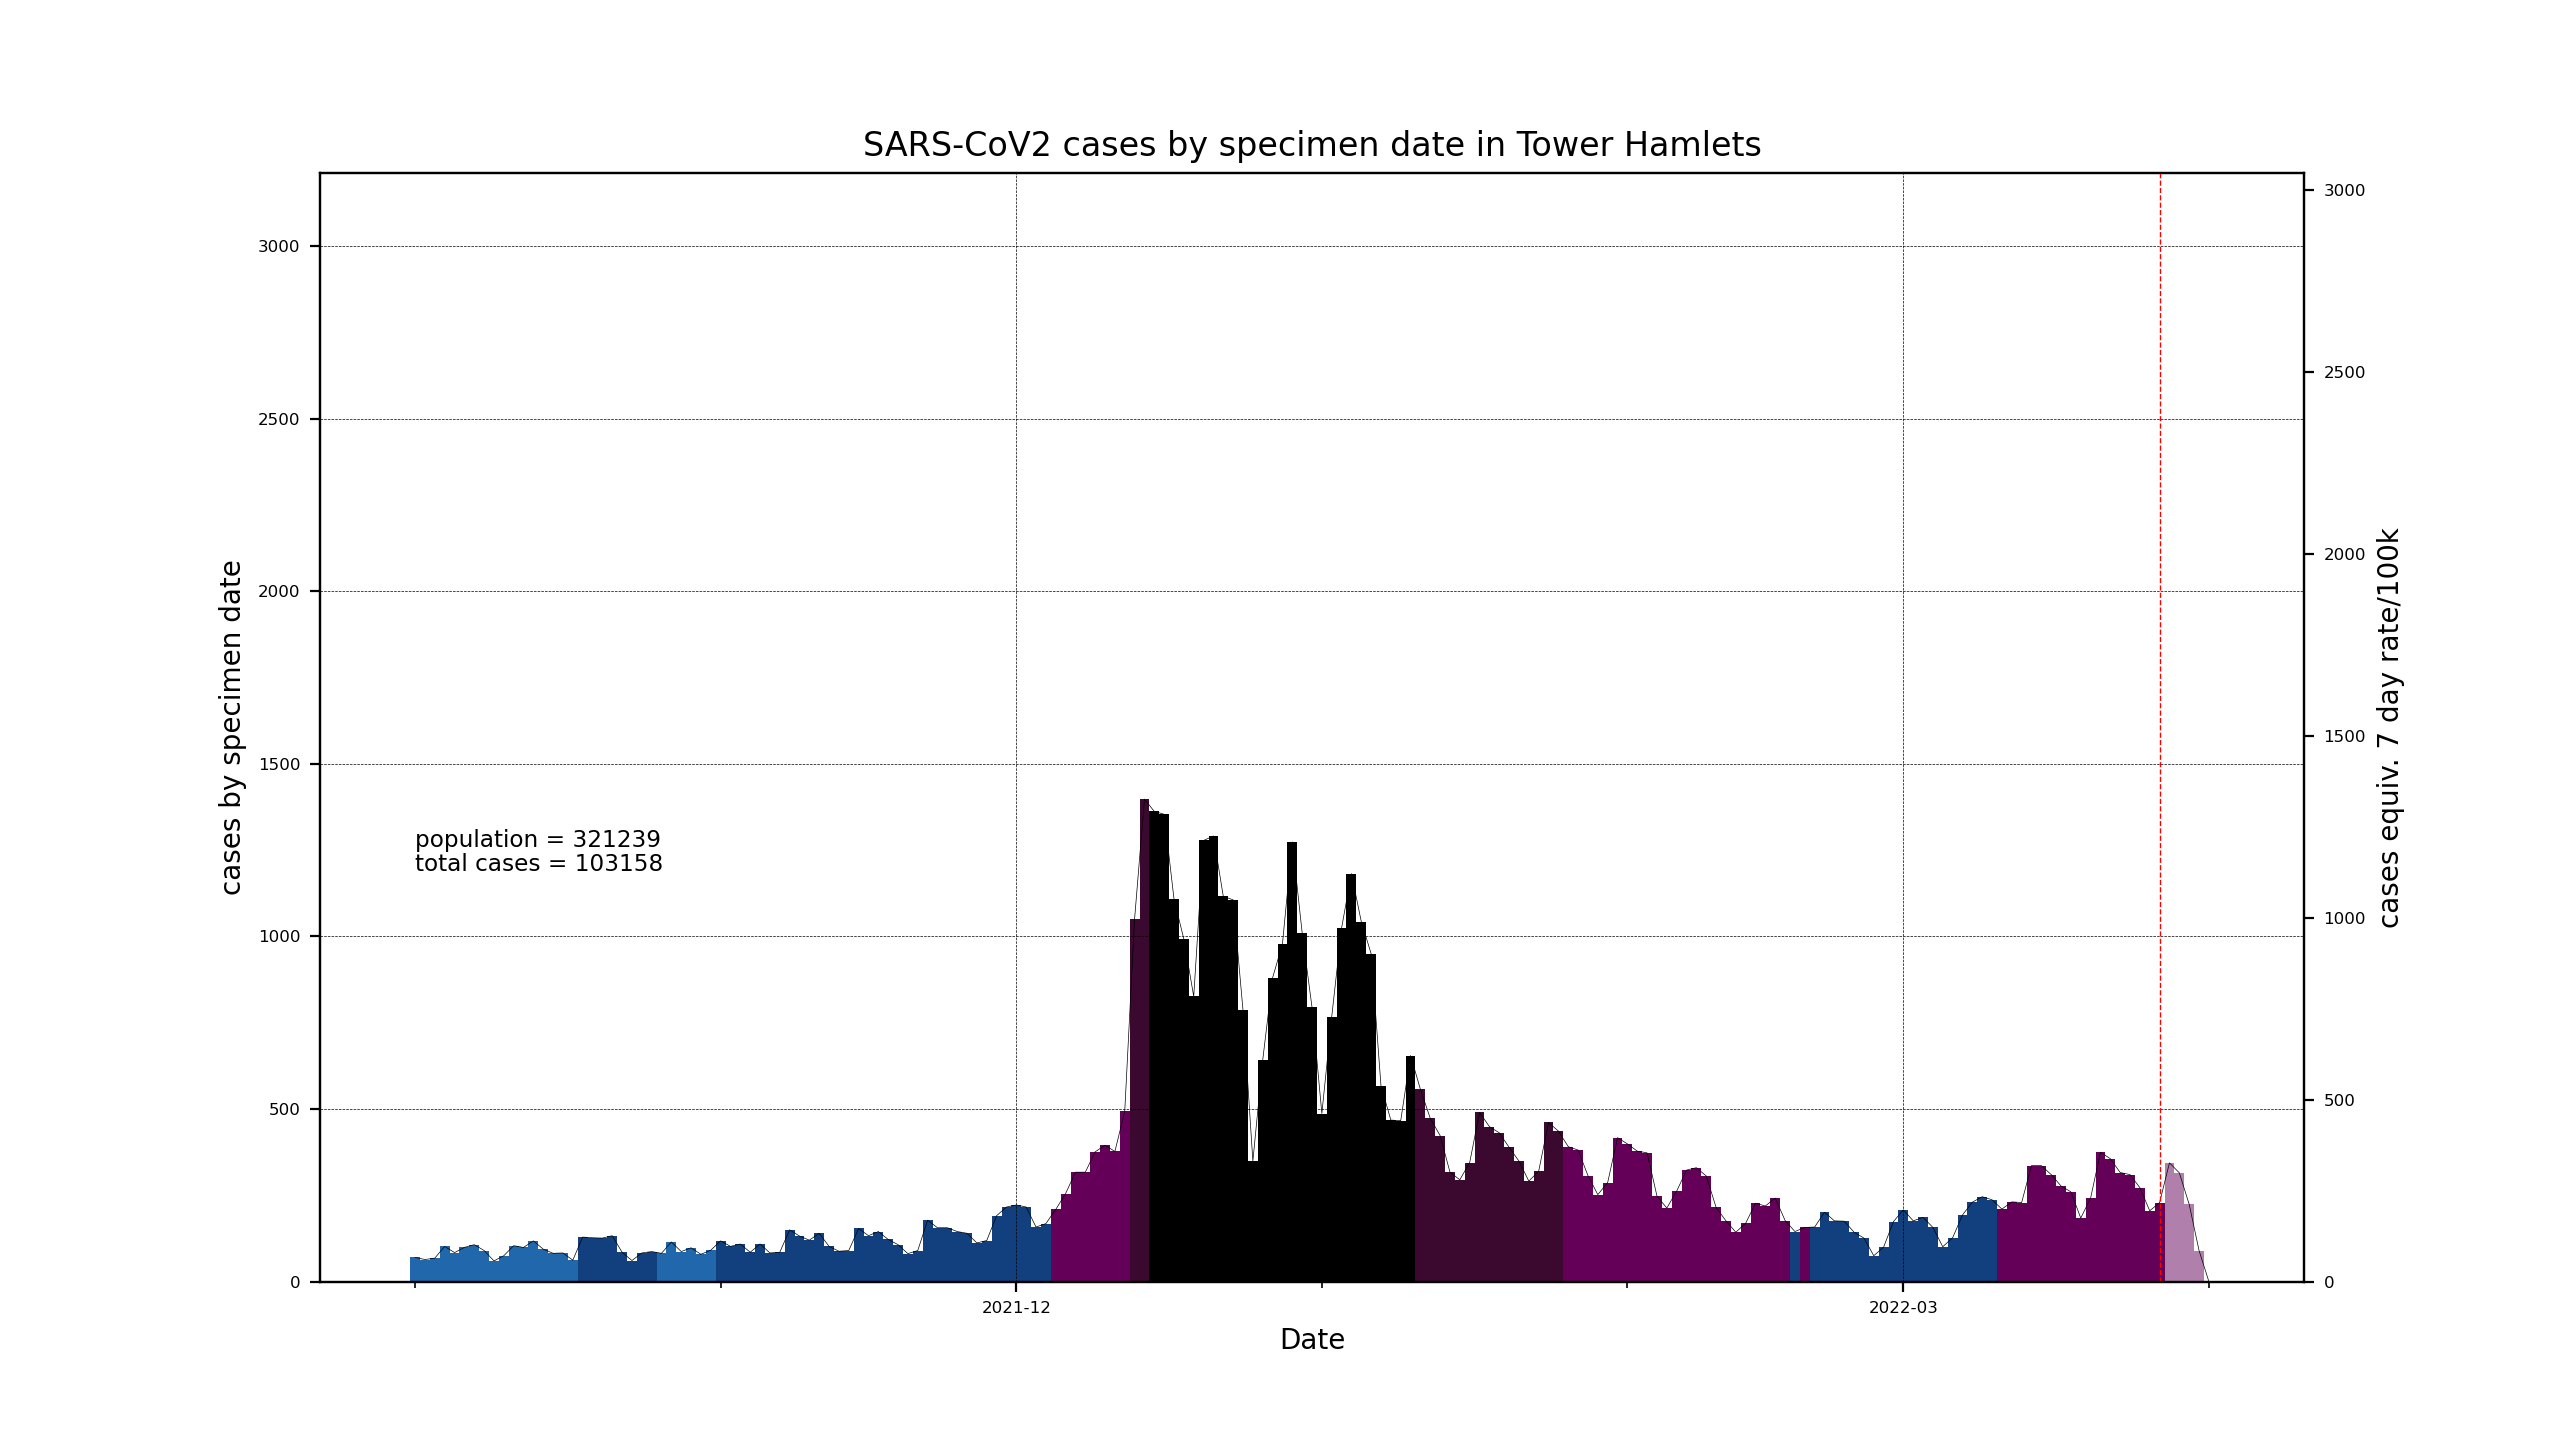 SARS-CoV2 cases by specimen date in Tower Hamlets
3000
2500
2000
1500
1000
500
0
cases by specimen date
population = 321239
total cases = 103158
3000
2500
2000
1500
1000
500
0
cases equiv. 7 day rate/100k
2021-12
2022-03
Date